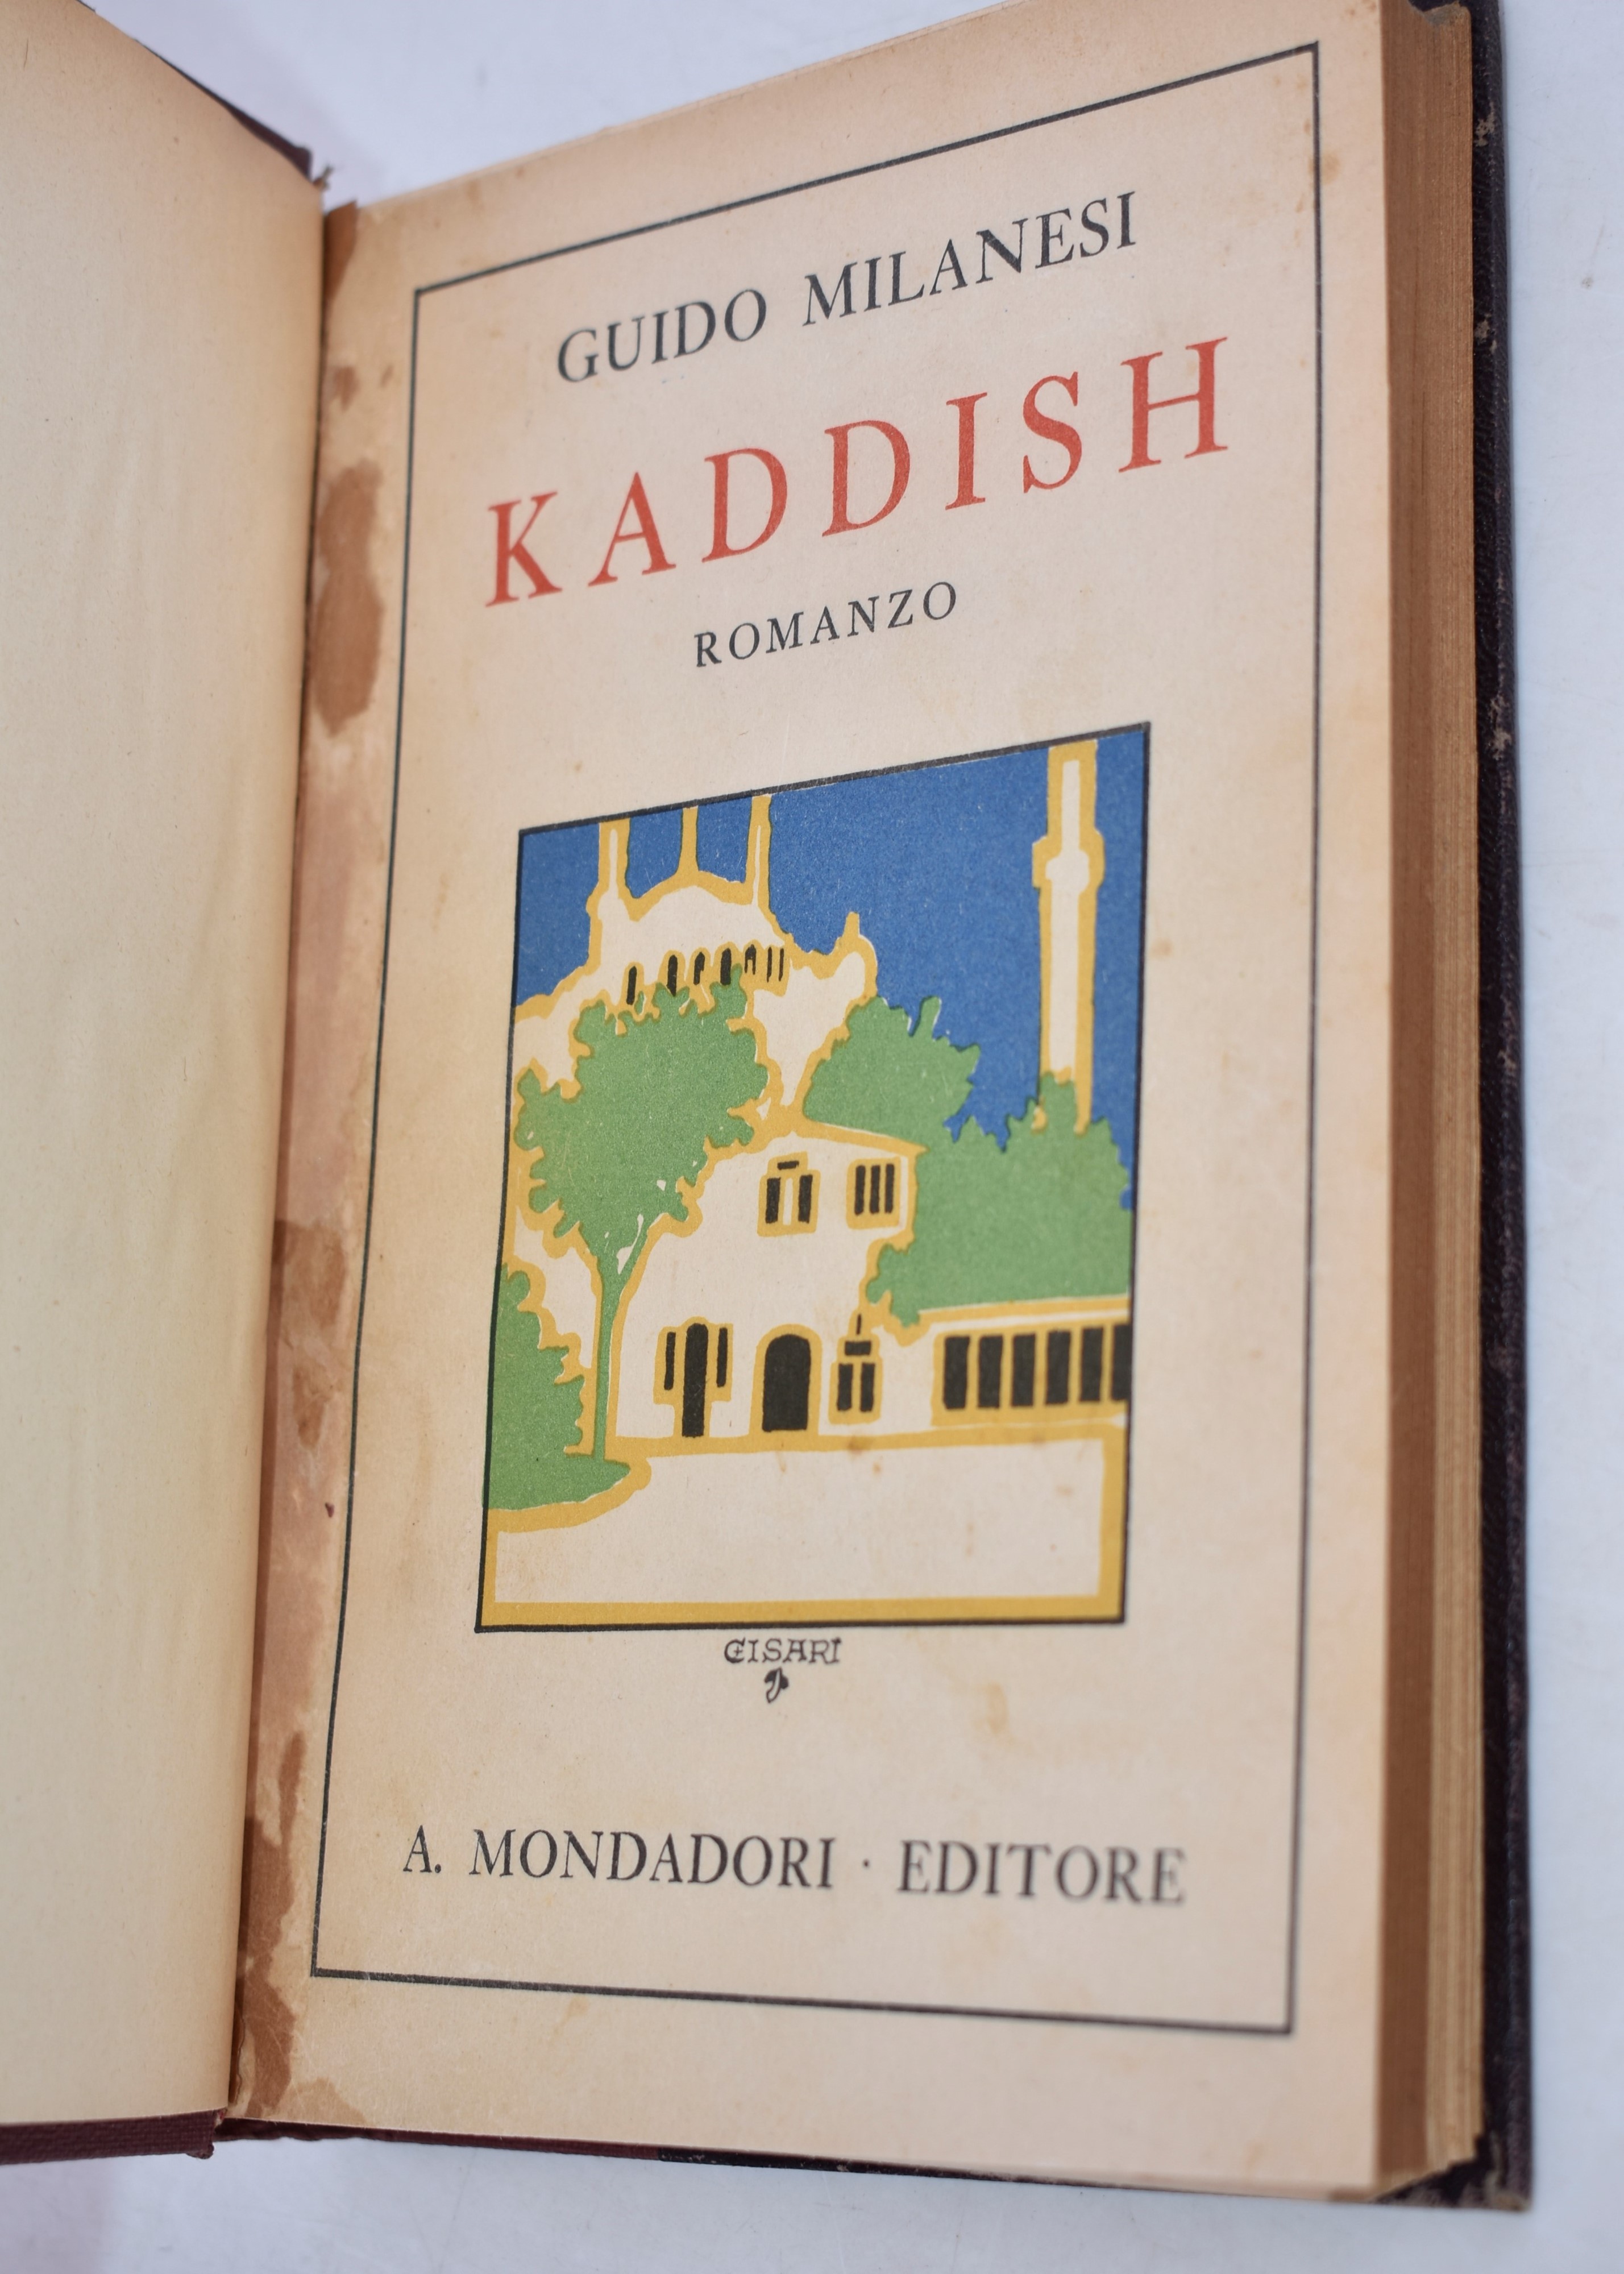 GUIDO MILANESI
KADDISH
ROMANZO
CISARI
A. MONDADORI · EDITORE